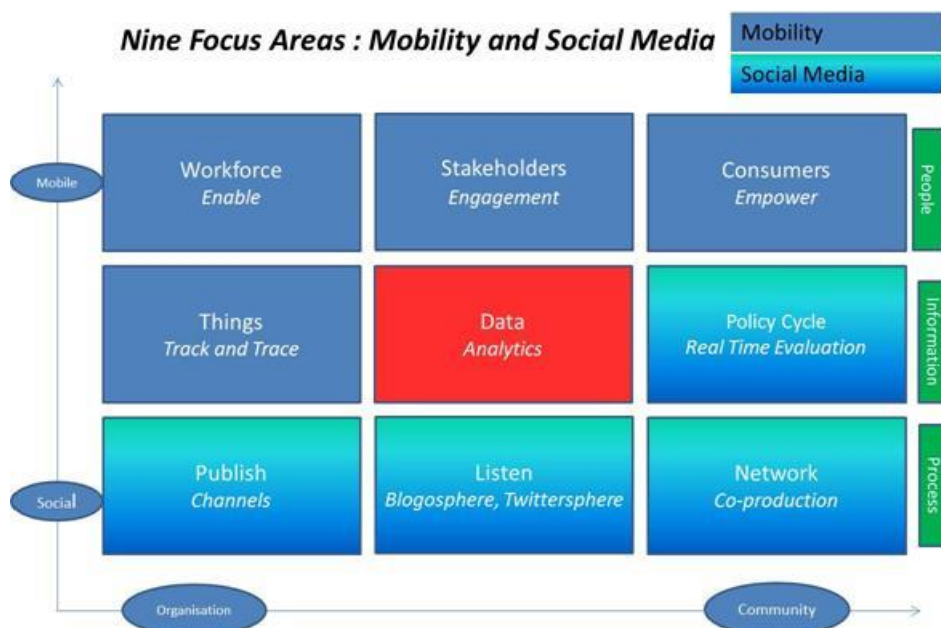 Nine Focus Areas : Mobility and Social Media
Mobility
Social Media
Mobile
Workforce
Enable
Stakeholders
Engagement
Consumers
Empower
People
Things
Track and Trace
Data
Analytics
Policy Cycle
Real Time Evaluation
Information
Social
Publish
Channels
Listen
Blogosphere, Twittersphere
Network
Co-production
Process
Organisation
Community